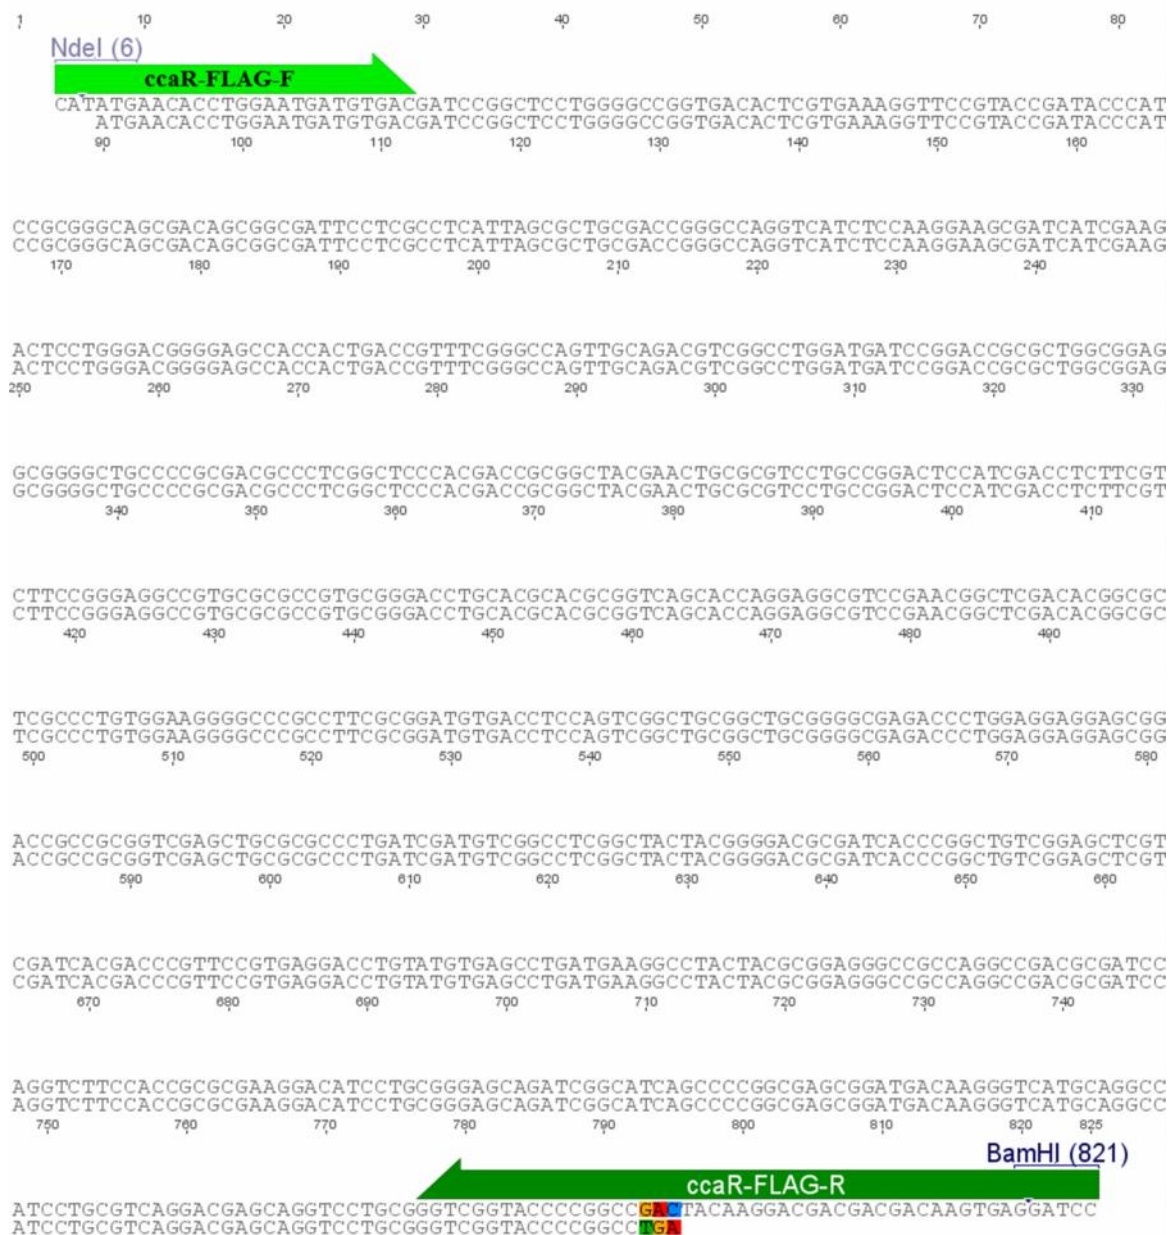 1 10 20 30 40 50 60 70 80
NdeI (6)
ccaR-FLAG-F
CATATGAACACCTGGAATGATGTGACGATCCGGCTCCTGGGGCCGGTGACACTCGTGAAAGGTTCCGTACCGATACCCAT
ATGAACACCTGGAATGATGTGACGATCCGGCTCCTGGGGCCGGTGACACTCGTGAAAGGTTCCGTACCGATACCCAT
90 100 110 120 130 140 150 160
CCGCGGGCAGCGACAGCGGCGATTCCTCGCCTCATTAGCGCTGCGACCGGGCCAGGTCATCTCCAAGGAAGCGATCATCGAAG
CCGCGGGCAGCGACAGCGGCGATTCCTCGCCTCATTAGCGCTGCGACCGGGCCAGGTCATCTCCAAGGAAGCGATCATCGAAG
170 180 190 200 210 220 230 240
ACTCCTGGGACGGGGAGCCACCACTGACCGTTTCGGGCCAGTTGCAGACGTCGGCCTGGATGATCCGGACCGCGCTGGCGGAG
ACTCCTGGGACGGGGAGCCACCACTGACCGTTTCGGGCCAGTTGCAGACGTCGGCCTGGATGATCCGGACCGCGCTGGCGGAG
250 260 270 280 290 300 310 320 330
GCGGGGCTGCCCCGCGACGCCCTCGGCTCCCACGACCGCGGCTACGAACTGCGCGTCCTGCCGGACTCCATCGACCTCTTCGT
GCGGGGCTGCCCCGCGACGCCCTCGGCTCCCACGACCGCGGCTACGAACTGCGCGTCCTGCCGGACTCCATCGACCTCTTCGT
340 350 360 370 380 390 400 410
CTTCCGGGAGGCCGTGCGCGCCGTGCGGGACCTGCACGCACGCGGTCAGCACCAGGAGGCGTCCGAACGGCTCGACACGGCGC
CTTCCGGGAGGCCGTGCGCGCCGTGCGGGACCTGCACGCACGCGGTCAGCACCAGGAGGCGTCCGAACGGCTCGACACGGCGC
420 430 440 450 460 470 480 490
TCGCCCTGTGGAAGGGGCCCGCCTTCGCGGATGTGACCTCCAGTCGGCTGCGGCTGCGGGGCGAGACCCTGGAGGAGGAGCGG
TCGCCCTGTGGAAGGGGCCCGCCTTCGCGGATGTGACCTCCAGTCGGCTGCGGCTGCGGGGCGAGACCCTGGAGGAGGAGCGG
500 510 520 530 540 550 560 570 580
ACCGCCGCGGTCGAGCTGCGCGCCCTGATCGATGTCGGCCTCGGCTACTACGGGGACGCGATCACCCGGCTGTCGGAGCTCGT
ACCGCCGCGGTCGAGCTGCGCGCCCTGATCGATGTCGGCCTCGGCTACTACGGGGACGCGATCACCCGGCTGTCGGAGCTCGT
590 600 610 620 630 640 650 660
CGATCACGACCCGTTCCGTGAGGACCTGTATGTGAGCCTGATGAAGGCCTACTACGCGGAGGGCCGCCAGGCCGACGCGATCC
CGATCACGACCCGTTCCGTGAGGACCTGTATGTGAGCCTGATGAAGGCCTACTACGCGGAGGGCCGCCAGGCCGACGCGATCC
670 680 690 700 710 720 730 740
AGGTCTTCCACCGCGCGAAGGACATCCTGCGGGAGCAGATCGGCATCAGCCCCGGCGAGCGGATGACAAGGGTCATGCAGGCC
AGGTCTTCCACCGCGCGAAGGACATCCTGCGGGAGCAGATCGGCATCAGCCCCGGCGAGCGGATGACAAGGGTCATGCAGGCC
750 760 770 780 790 800 810 820 825
BamHI (821)
ccaR-FLAG-R
ATCCTGCGTCAGGACGAGCAGGTCCTGCGGGTCGGTACCCCGGCCGACTACAAGGACGACGACGACAAGTGAGGATCC
ATCCTGCGTCAGGACGAGCAGGTCCTGCGGGTCGGTACCCCGGCCTGA